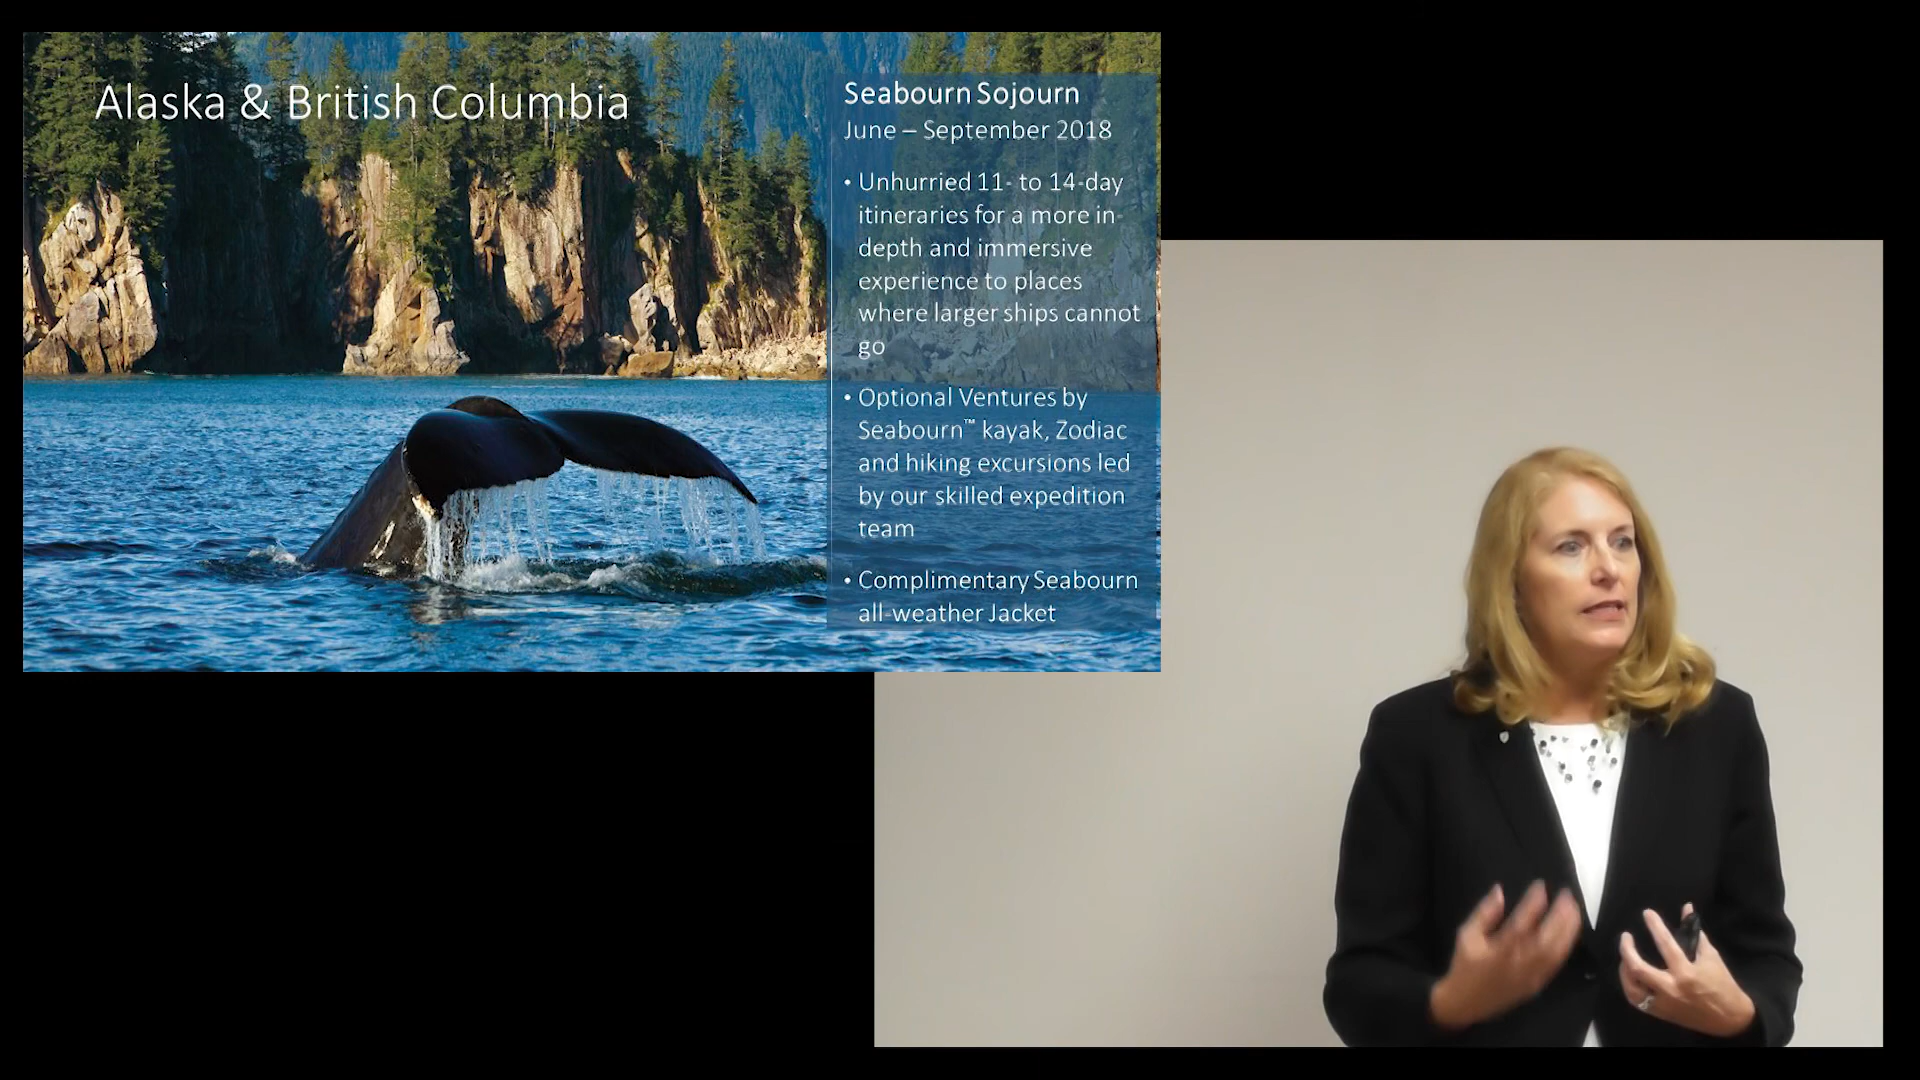 Alaska & British Columbia
Seabourn Sojourn
June – September 2018
• Unhurried 11- to 14-day
itineraries for a more in-
depth and immersive
experience to places
where larger ships cannot
go
• Optional Ventures by
Seabourn™ kayak, Zodiac
and hiking excursions led
by our skilled expedition
team
• Complimentary Seabourn
all-weather Jacket